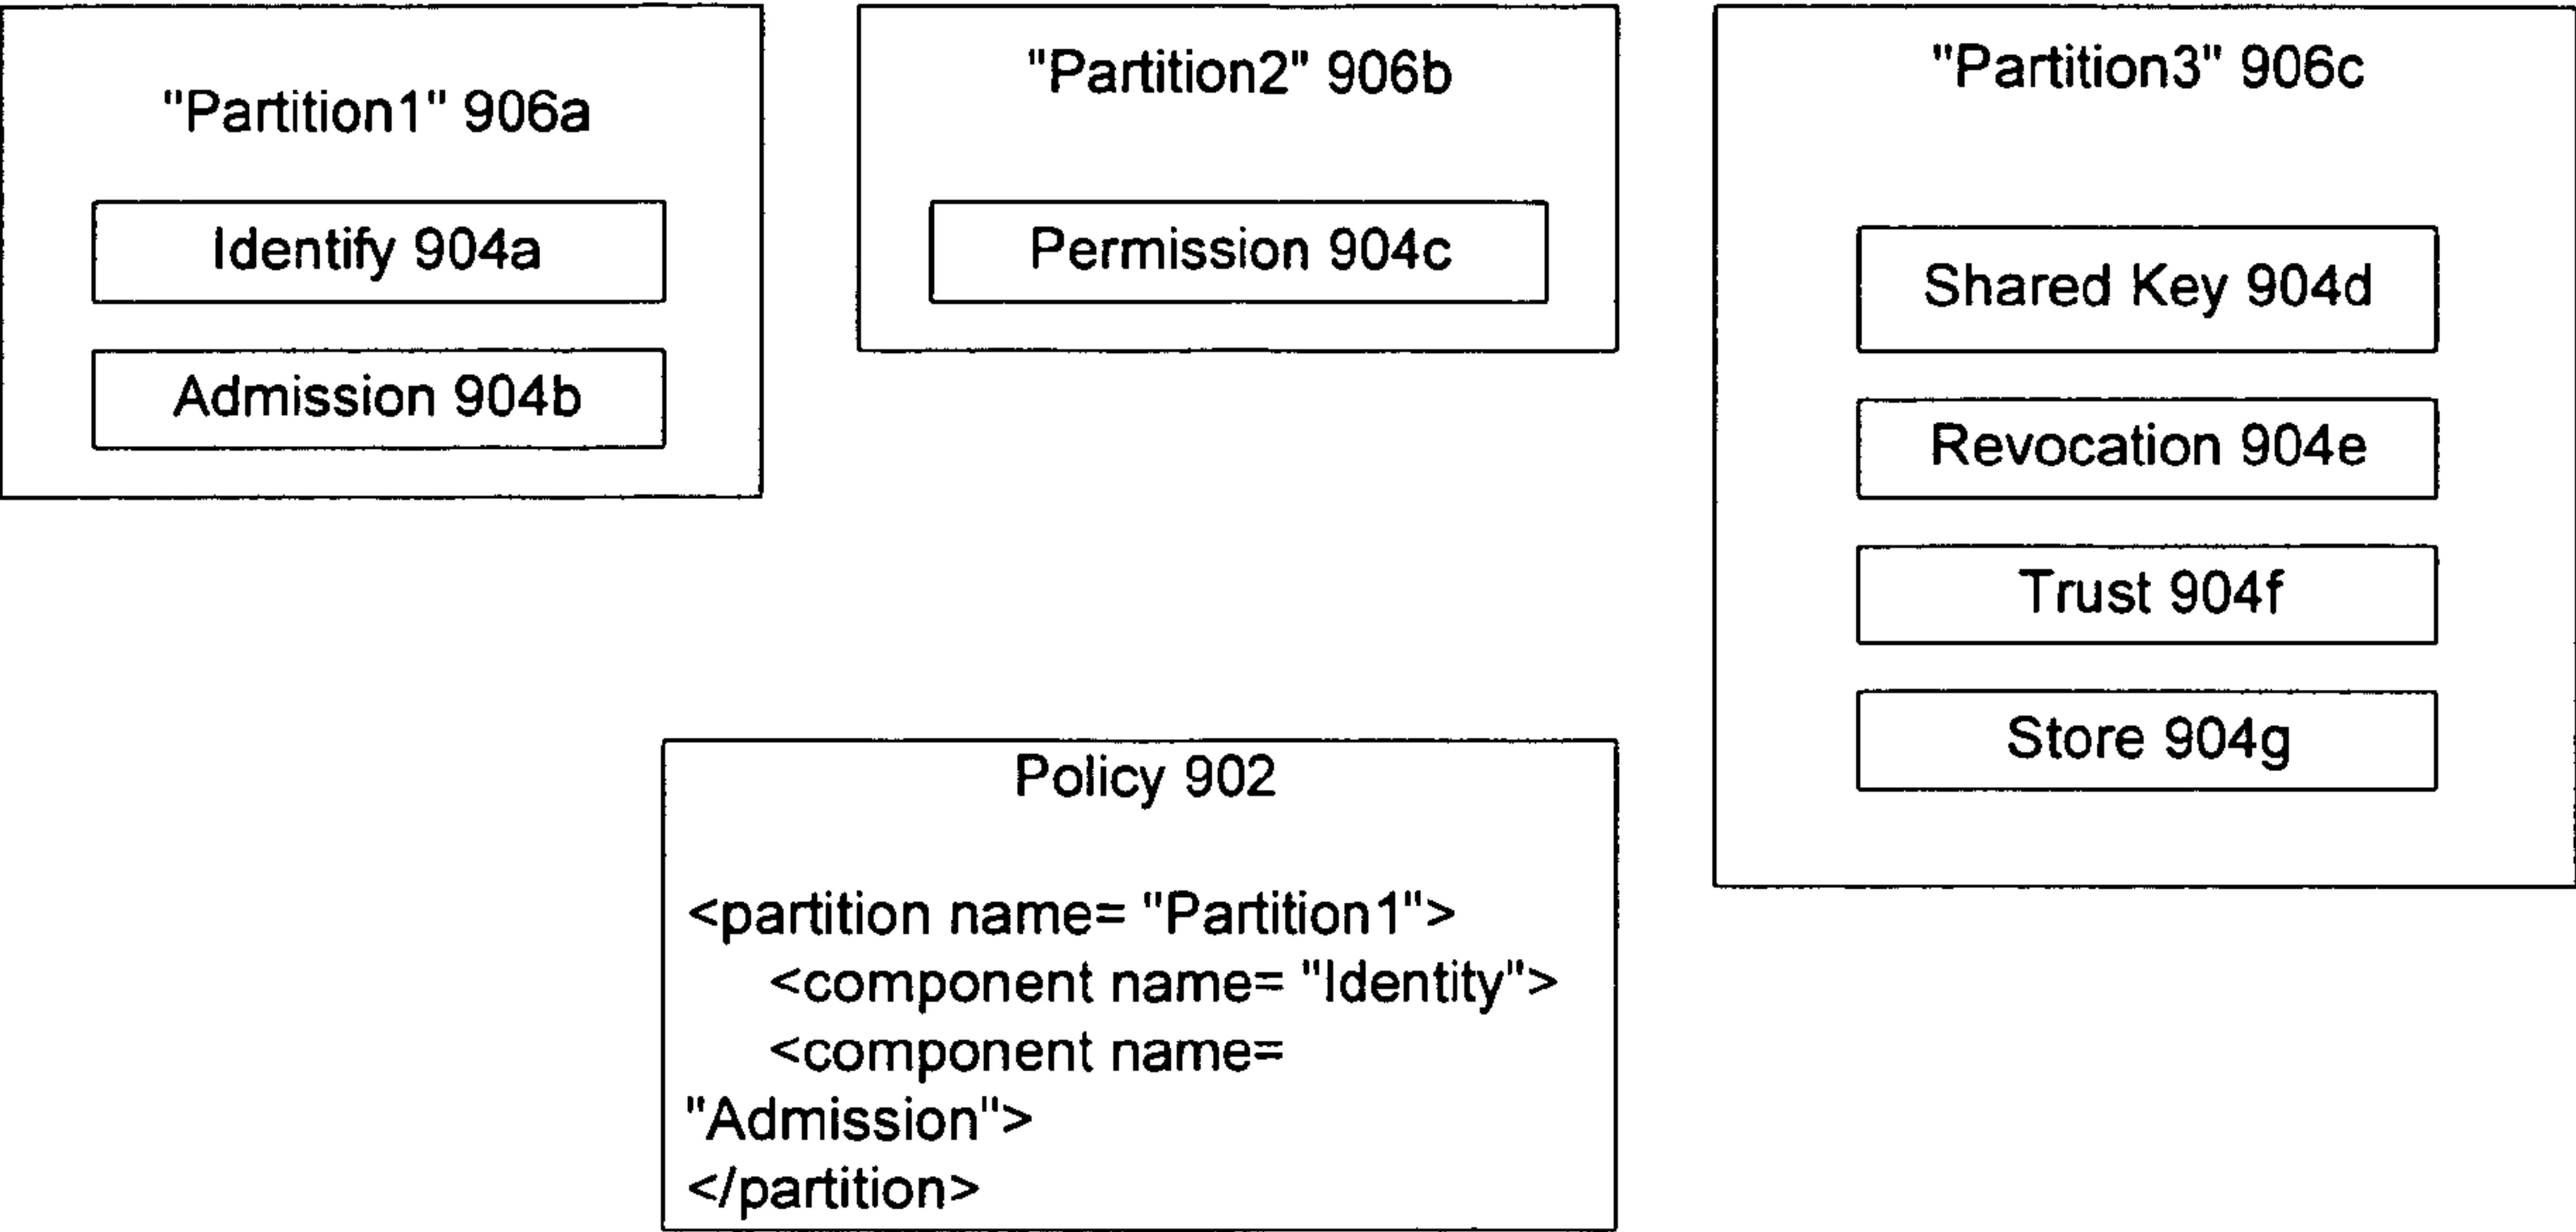 "Partition1" 906a
Identify 904a
Admission 904b
"Partition2" 906b
Permission 904c
"Partition3" 906c
Shared Key 904d
Revocation 904e
Trust 904f
Store 904g
Policy 902
<partition name= "Partition1">
<component name= "Identity">
<component name=
"Admission">
</partition>